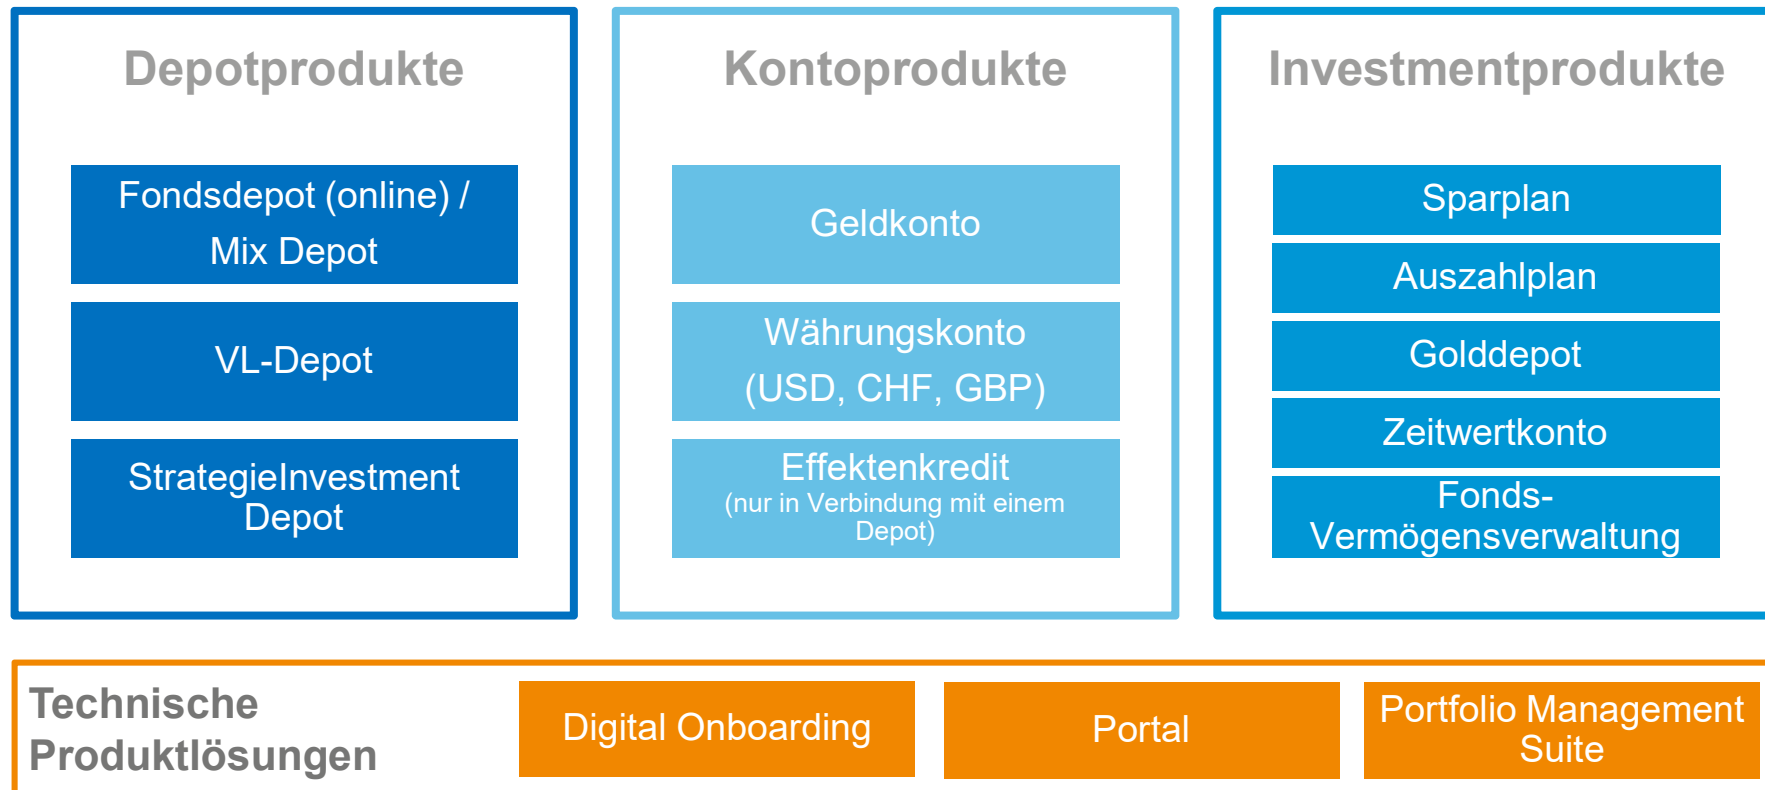 Depotprodukte
Fondsdepot (online) /
Mix Depot
VL-Depot
StrategieInvestment
Depot
Kontoprodukte
Geldkonto
Währungskonto
(USD, CHF, GBP)
Effektenkredit
(nur in Verbindung mit einem
Depot)
Investmentprodukte
Sparplan
Auszahlplan
Golddepot
Zeitwertkonto
Fonds-
Vermögensverwaltung
Technische
Produktlösungen
Digital Onboarding
Portal
Portfolio Management
Suite